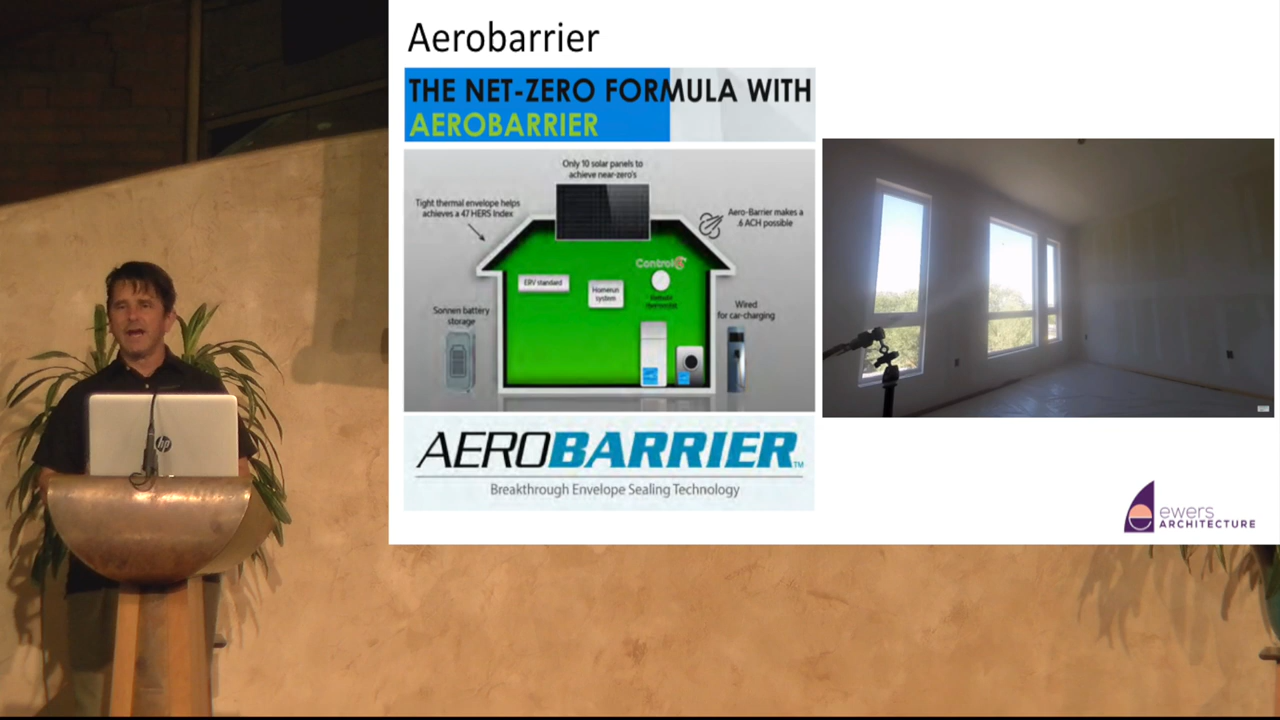 Aerobarrier
THE NET-ZERO FORMULA WITH
AEROBARRIER
Only 10 solar panels to
achieve near-zero's
Tight thermal envelope helps
achieves a 47 HERS Index
Aero-Barrier makes a
.6 ACH possible
Control4
ERV standard
Homerun
system
Sonnen battery
storage
Wired
for car-charging
AEROBARRIER™
Breakthrough Envelope Sealing Technology
hp
ewers
ARCHITECTURE